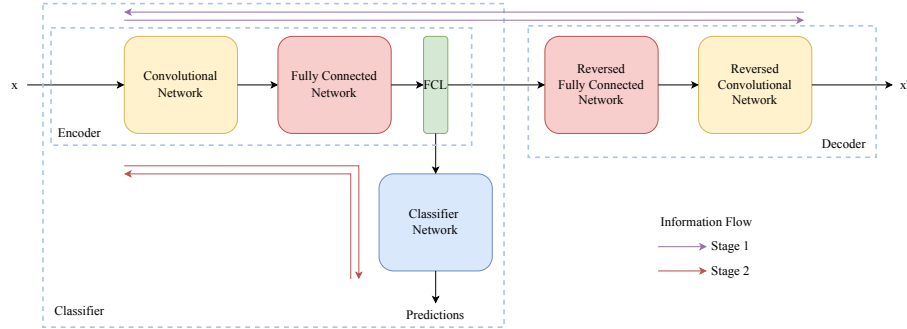 x
Convolutional
Network
Fully Connected
Network
FCL
Reversed
Fully Connected
Network
Reversed
Convolutional
Network
x'
Encoder
Decoder
Classifier
Network
Information Flow
Stage 1
Stage 2
Classifier
Predictions